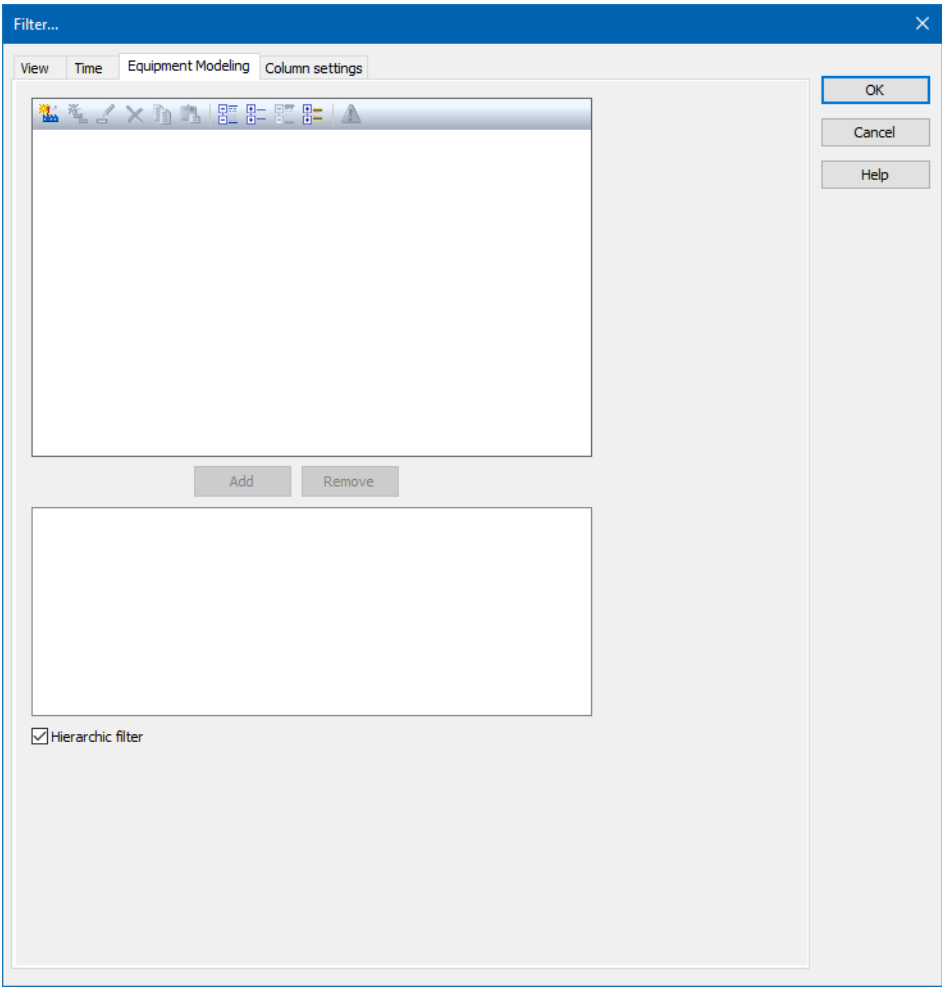 Filter...
View Time Equipment Modeling Column settings
OK
Cancel
Help
Add Remove
Hierarchic filter